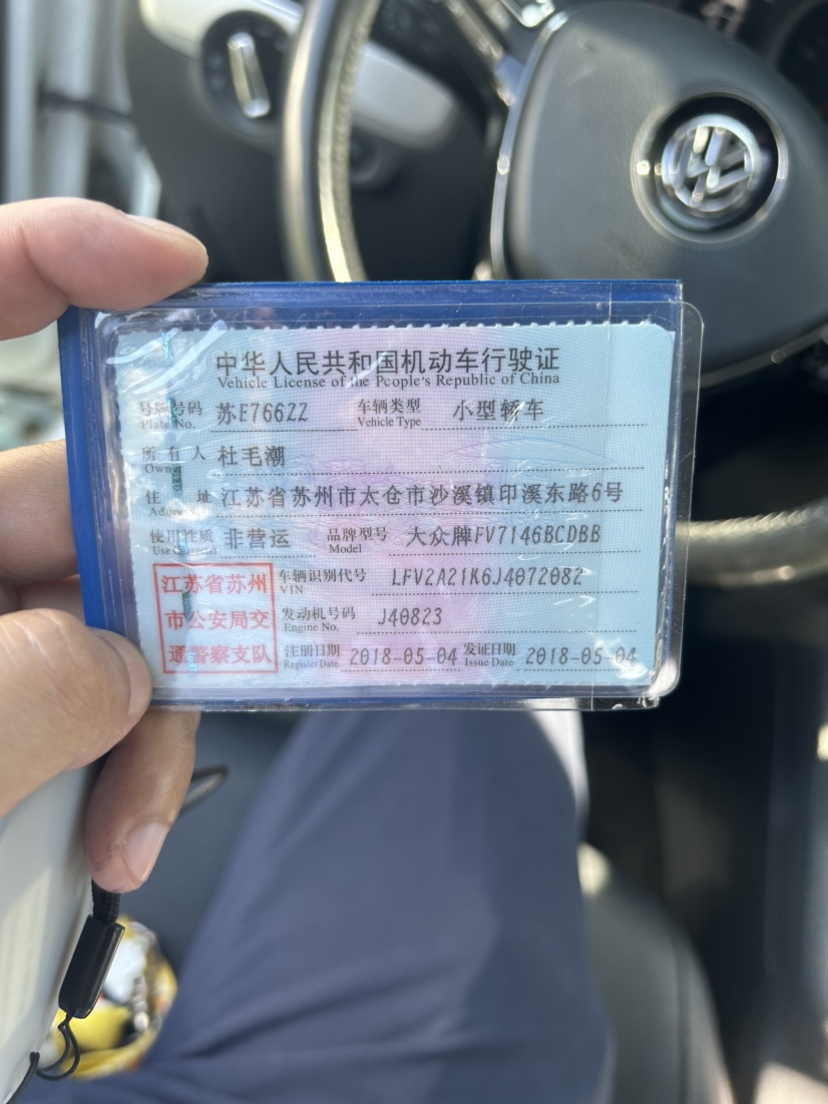 中华人民共和国机动车行驶证
Vehicle License of the People's Republic of China
号牌号码 苏E766ZZ 车辆类型 小型轿车
Plate No. Vehicle Type
所有人 杜毛潮
Owner
住 址 江苏省苏州市太仓市沙溪镇印溪东路6号
Address
使用性质 非营运 品牌型号 大众牌FV7146BCDBB
Use Character Model
江苏省苏州
市公安局交
通警察支队
车辆识别代号 LFV2A21K6J4072082
VIN
发动机号码 J40823
Engine No.
注册日期 2018-05-04 发证日期 2018-05-04
Register Date Issue Date